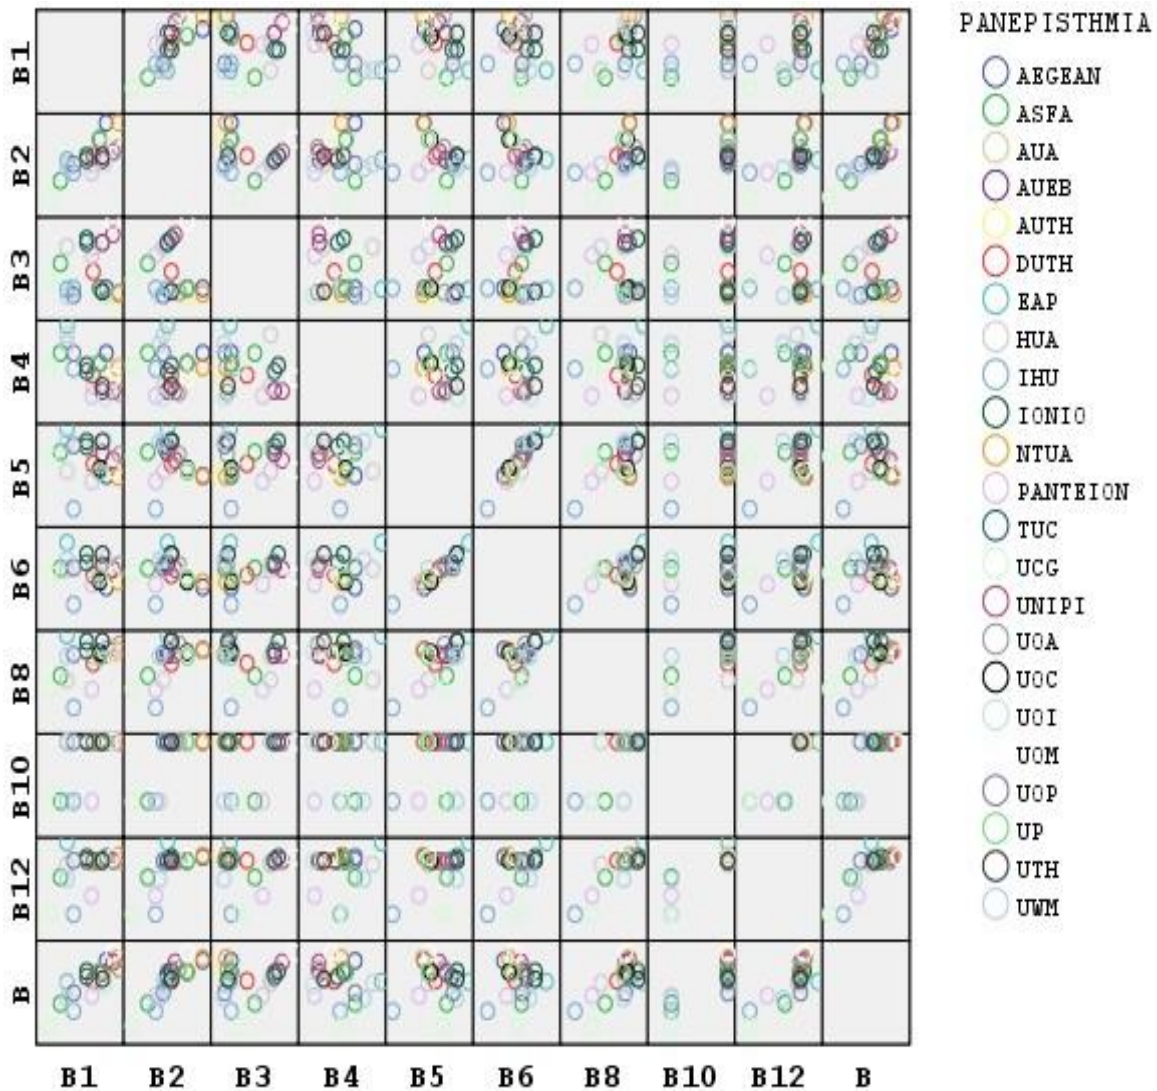 PANEPISTHMIA
AEGEAN
ASFA
AUA
AUEB
AUTH
DUTH
EAP
HUA
IHU
IONIO
NTUA
PANTEION
TUC
UCG
UNIPI
UOA
UOC
UOI
UOM
UOP
UP
UTH
UWM
B1
B2
B3
B4
B5
B6
B8
B10
B12
B
B1 B2 B3 B4 B5 B6 B8 B10 B12 B